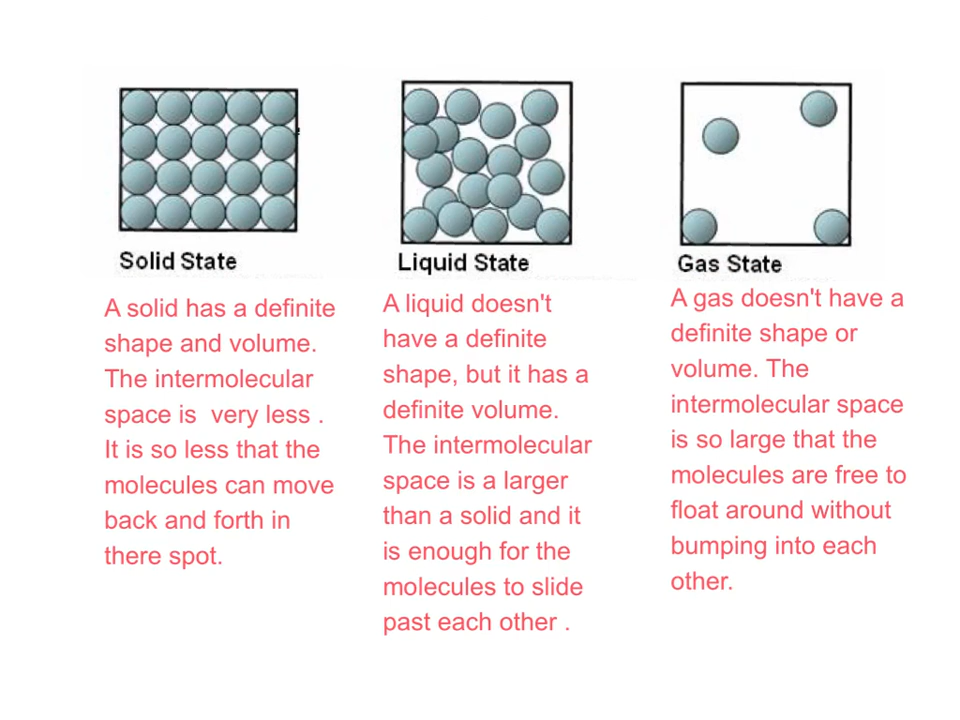 Solid State
A solid has a definite
shape and volume.
The intermolecular
space is  very less .
It is so less that the
molecules can move
back and forth in
there spot.
Liquid State
A liquid doesn't
have a definite
shape, but it has a
definite volume.
The intermolecular
space is a larger
than a solid and it
is enough for the
molecules to slide
past each other .
Gas State
A gas doesn't have a
definite shape or
volume. The
intermolecular space
is so large that the
molecules are free to
float around without
bumping into each
other.